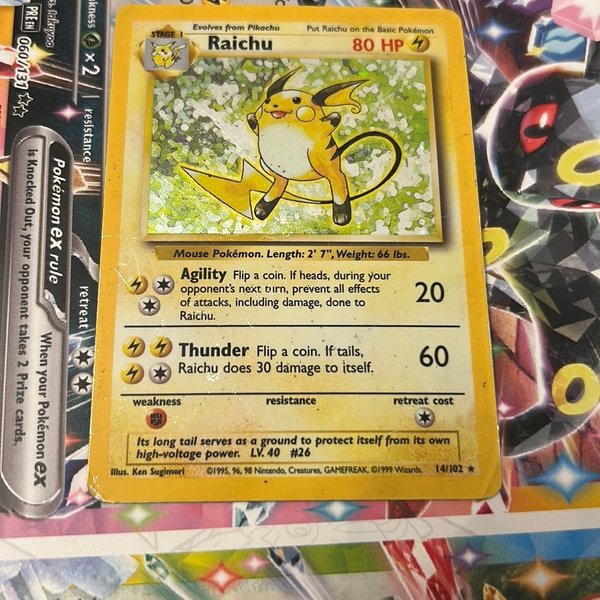 Evolves from Pikachu Put Raichu on the Basic Pokémon
STAGE 1 Raichu 80 HP
Mouse Pokémon. Length: 2' 7", Weight: 66 lbs.
Agility Flip a coin. If heads, during your
opponent's next turn, prevent all effects
of attacks, including damage, done to
Raichu.
20
Thunder Flip a coin. If tails,
Raichu does 30 damage to itself.
60
weakness resistance retreat cost
Its long tail serves as a ground to protect itself from its own
high-voltage power. LV. 40 #26
Illus. Ken Sugimori ©1995, 96, 98 Nintendo, Creatures, GAMEFREAK. ©1999 Wizards. 14/102 ★
PRE EN 060/131 ★★
×2
resistance
retreat
Pokémon ex rule
When your Pokémon ex
is Knocked Out, your opponent takes 2 Prize cards.